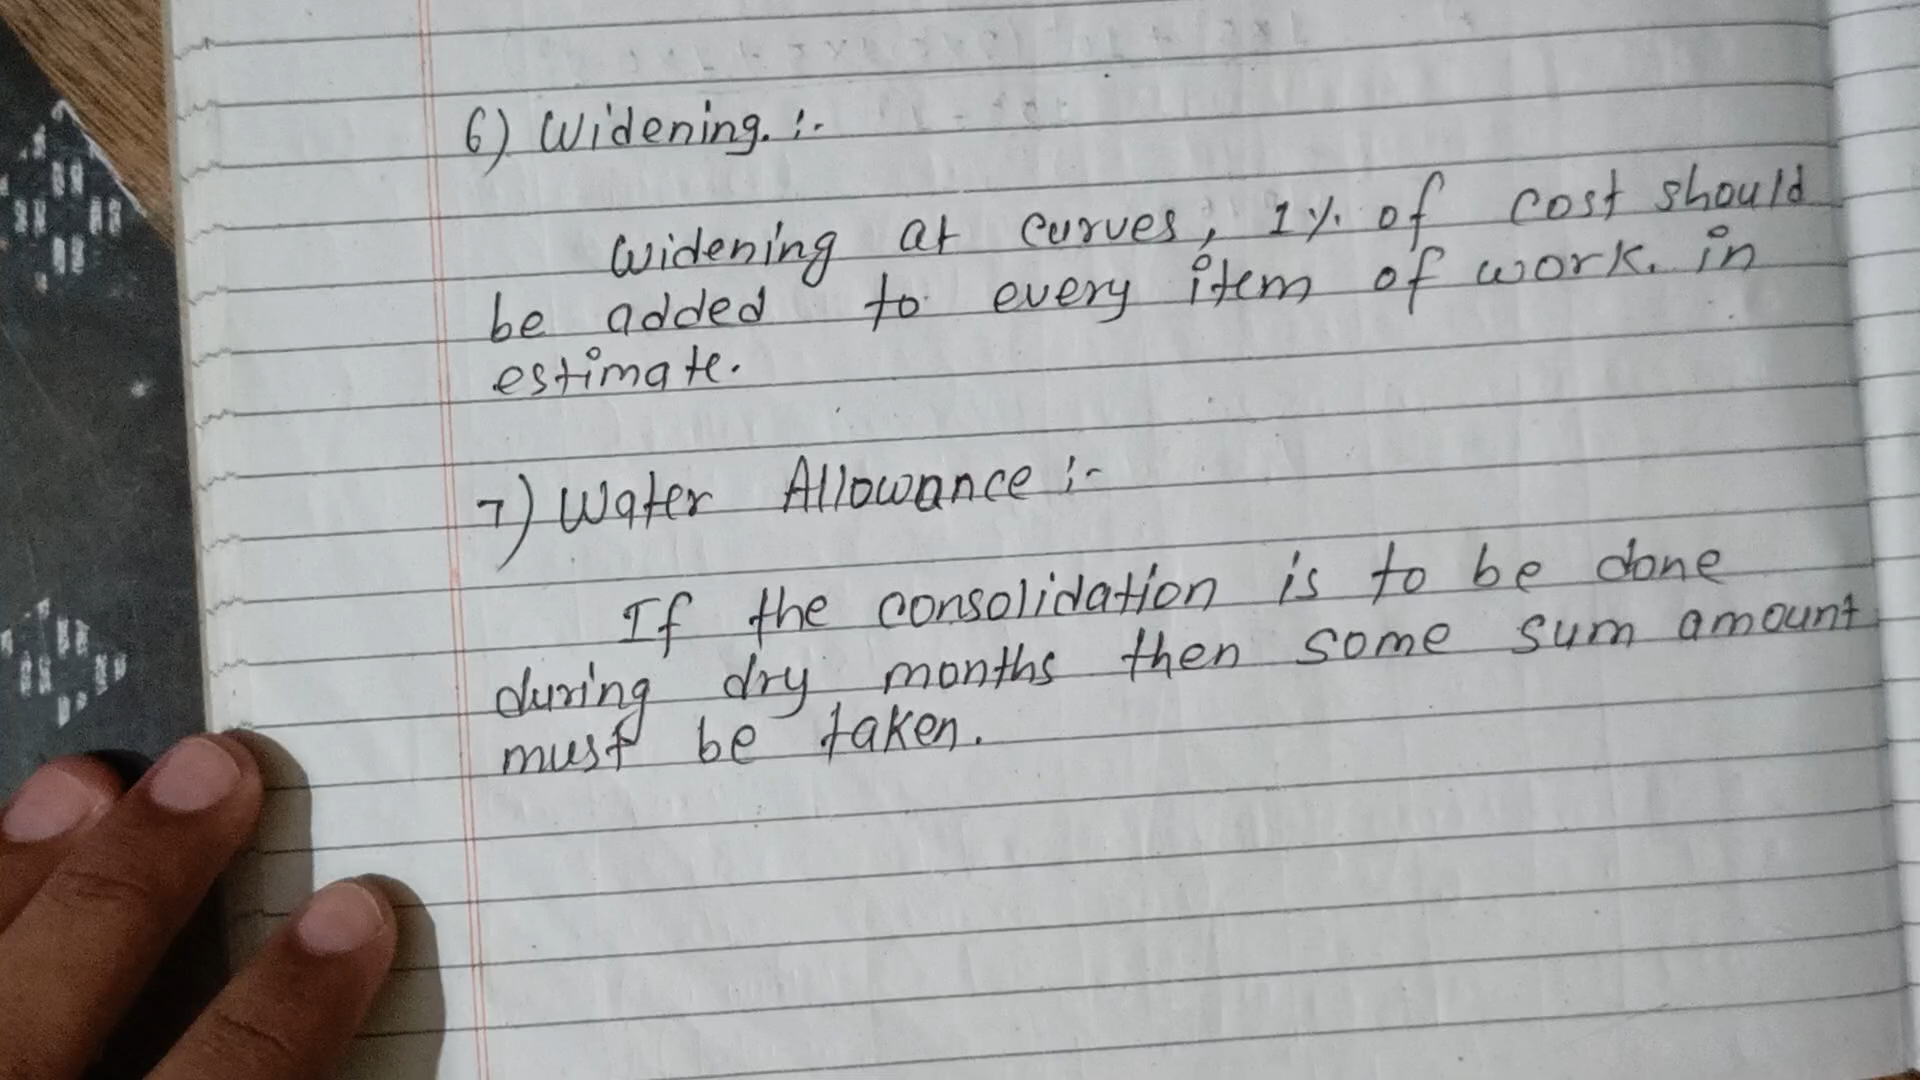 6) Widening. :-
Widening at curves, 1% of cost should
be added to every item of work. in
estimate.
7) Water Allowance :-
If the consolidation is to be done
during dry months then some sum amount
must be taken.